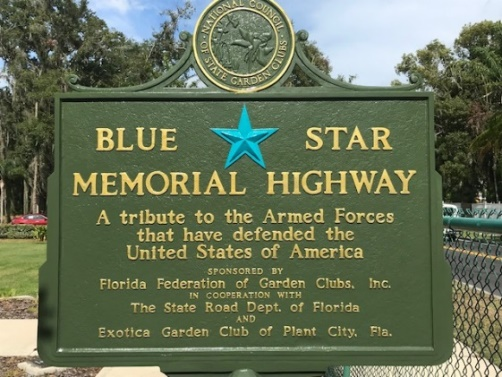 NATIONAL COUNCIL
OF STATE GARDEN CLUBS
BLUE STAR
MEMORIAL HIGHWAY
A tribute to the Armed Forces
that have defended the
United States of America
SPONSORED BY
Florida Federation of Garden Clubs, Inc.
IN COOPERATION WITH
The State Road Dept. of Florida
AND
Exotica Garden Club of Plant City, Fla.